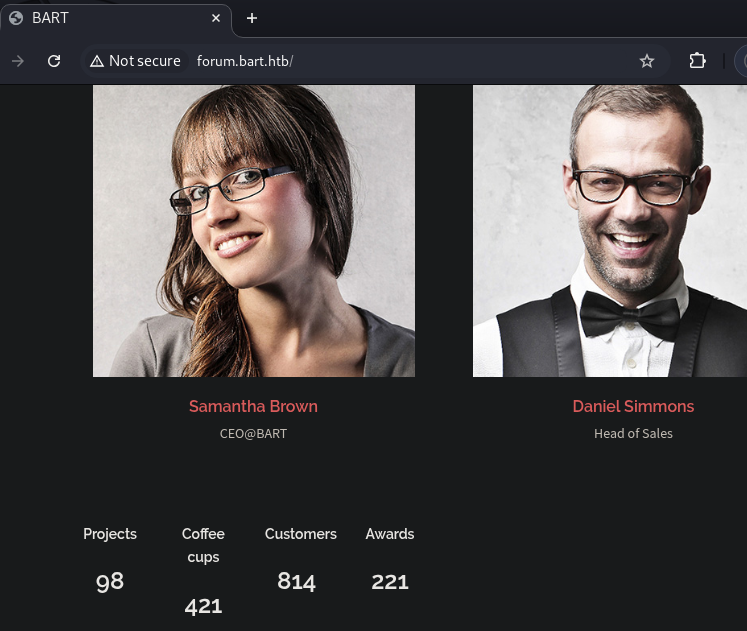 BART
Not secure forum.bart.htb/
Samantha Brown Daniel Simmons
CEO@BART Head of Sales
Projects Coffee cups Customers Awards
98 421 814 221